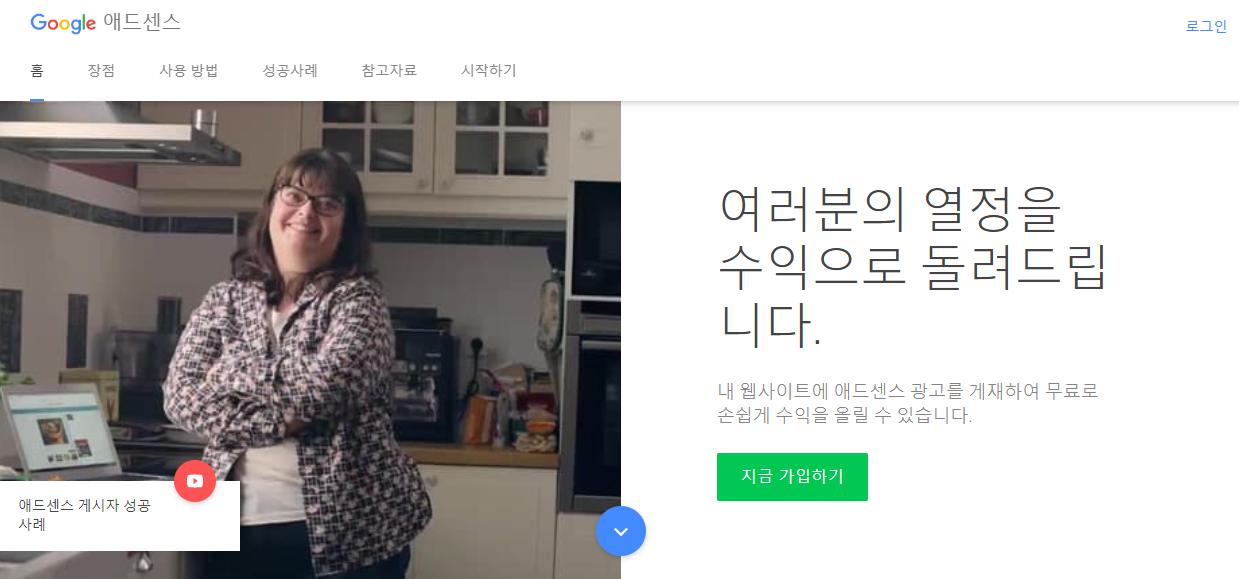 Google 애드센스
로그인
홈 장점 사용 방법 성공사례 참고자료 시작하기
여러분의 열정을
수익으로 돌려드립
니다.
내 웹사이트에 애드센스 광고를 게재하여 무료로
손쉽게 수익을 올릴 수 있습니다.
지금 가입하기
애드센스 게시자 성공
사례